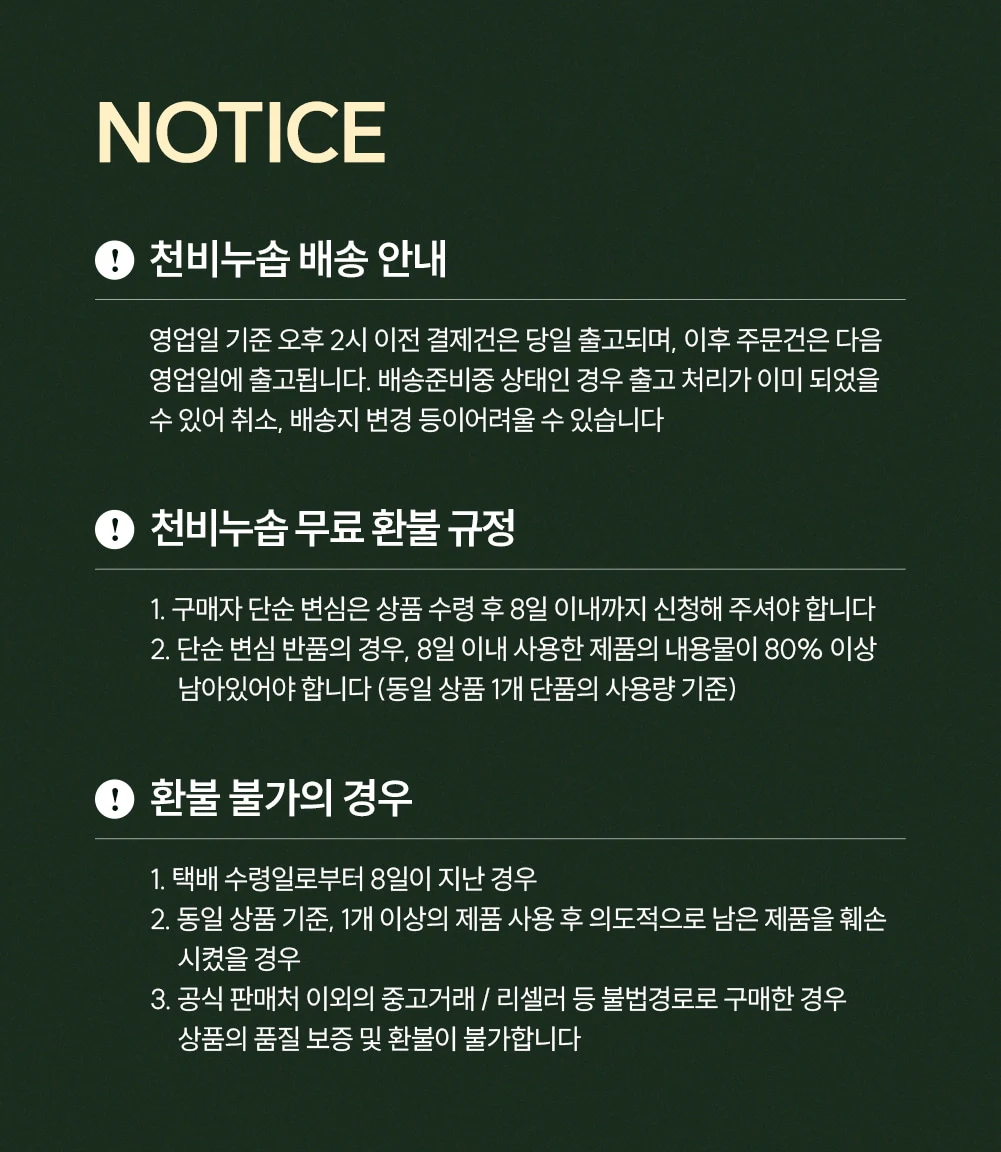 NOTICE
천비누솝 배송 안내
영업일 기준 오후 2시 이전 결제건은 당일 출고되며, 이후 주문건은 다음
영업일에 출고됩니다. 배송준비중 상태인 경우 출고 처리가 이미 되었을
수 있어 취소, 배송지 변경 등이어려울 수 있습니다
천비누솝 무료 환불 규정
1. 구매자 단순 변심은 상품 수령 후 8일 이내까지 신청해 주셔야 합니다
2. 단순 변심 반품의 경우, 8일 이내 사용한 제품의 내용물이 80% 이상
남아있어야 합니다 (동일 상품 1개 단품의 사용량 기준)
환불 불가의 경우
1. 택배 수령일로부터 8일이 지난 경우
2. 동일 상품 기준, 1개 이상의 제품 사용 후 의도적으로 남은 제품을 훼손
시켰을 경우
3. 공식 판매처 이외의 중고거래 / 리셀러 등 불법경로로 구매한 경우
상품의 품질 보증 및 환불이 불가합니다